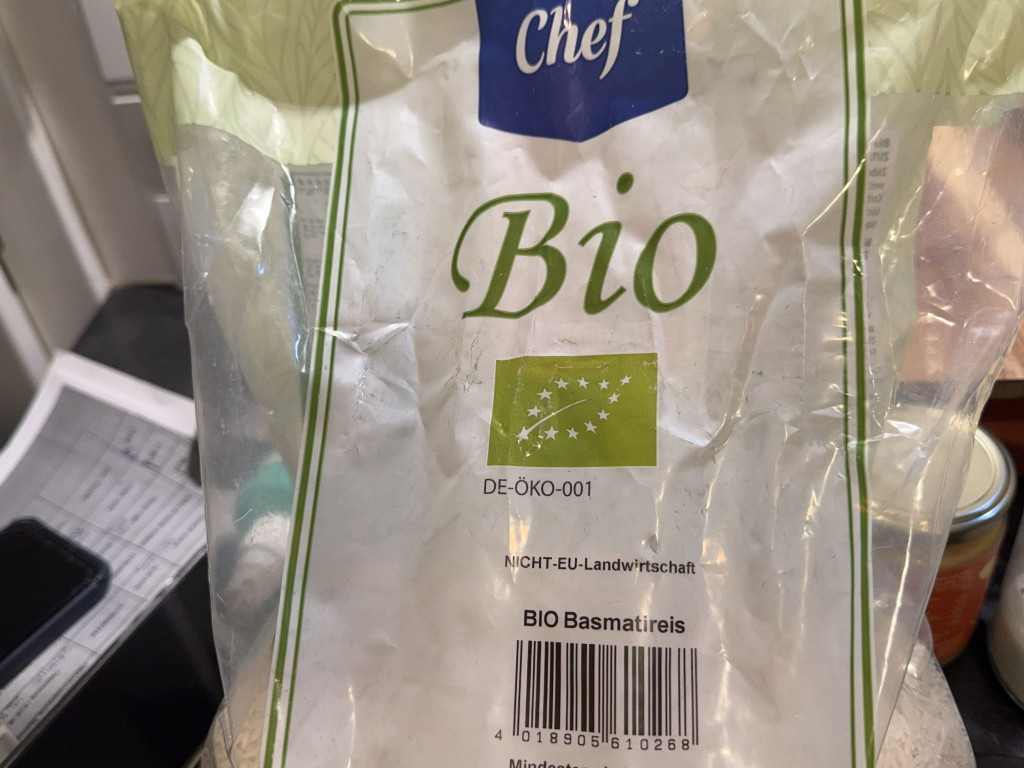 Chef
Bio
DE-ÖKO-001
NICHT-EU-Landwirtschaft
BIO Basmatireis
4 018905 610268